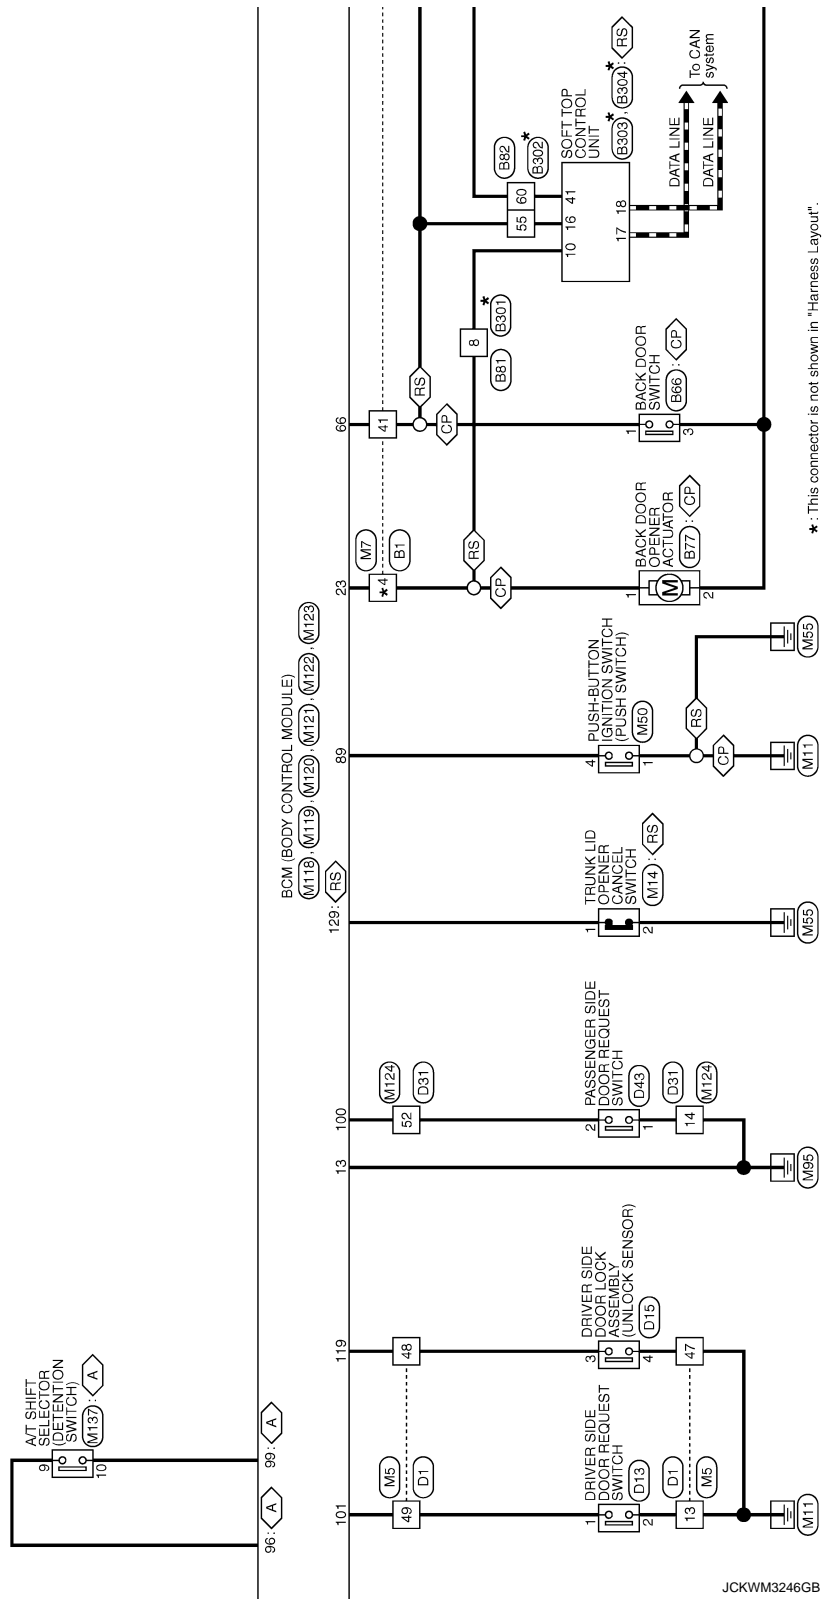 A/T SHIFT
SELECTOR
(DETENTION
SWITCH)
M137 : A
9
10
96 : A
99 : A
BCM (BODY CONTROL MODULE)
M118 , M119 , M120 , M121 , M122 , M123
101
119
13
100
129 : RS
89
23
66
M5
D1
49
48
M124
D31
52
M7
B1
*4
41
RS
CP
RS
CP
B81
B301 *
8
B82
B302 *
55
60
10
16
41
SOFT TOP
CONTROL
UNIT
B303 * , B304 * : RS
17
18
DATA LINE
DATA LINE
To CAN
system
DRIVER SIDE
DOOR REQUEST
SWITCH
D13
1
2
DRIVER SIDE
DOOR LOCK
ASSEMBLY
(UNLOCK SENSOR)
D15
3
4
PASSENGER SIDE
DOOR REQUEST
SWITCH
D43
2
1
TRUNK LID
OPENER
CANCEL
SWITCH
M14 : RS
1
2
PUSH-BUTTON
IGNITION SWITCH
(PUSH SWITCH)
M50
4
1
BACK DOOR
OPENER
ACTUATOR
B77 : CP
1
M
2
BACK DOOR
SWITCH
B66 : CP
1
3
13
D1
M5
47
D31
M124
14
RS
CP
M11
M95
M55
M11
M55
* : This connector is not shown in "Harness Layout".
JCKWM3246GB